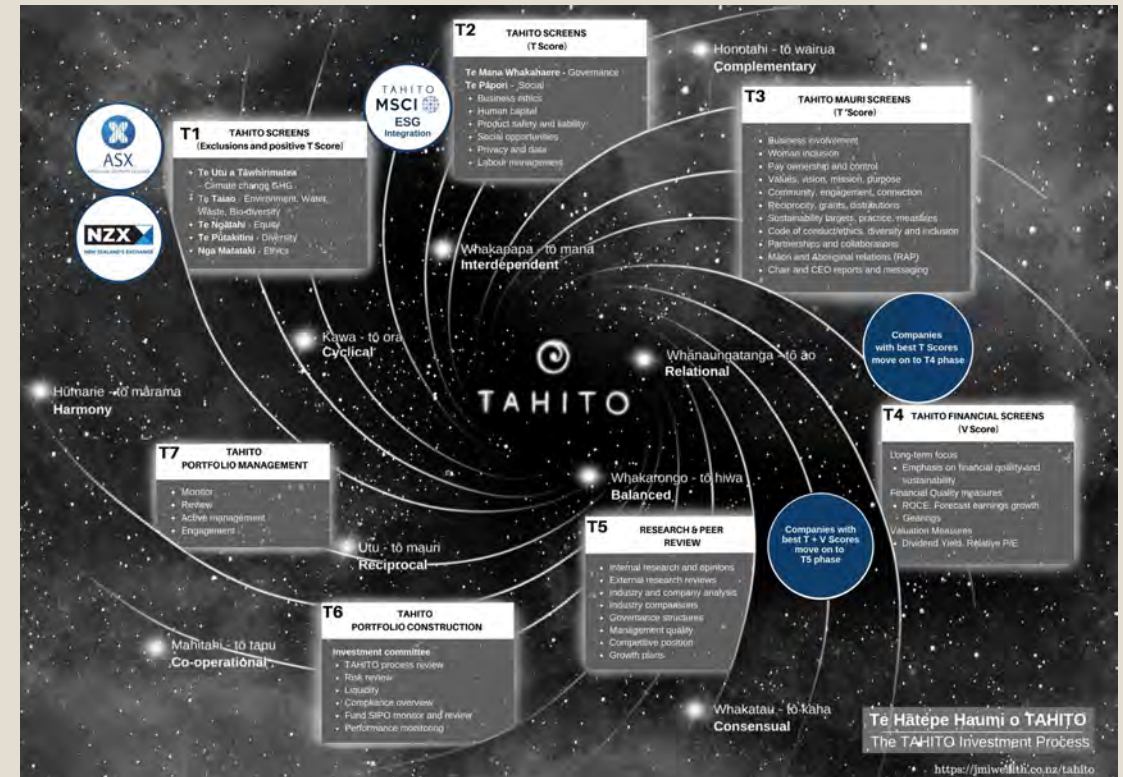 ASX
NZX
NEW ZEALAND'S EXCHANGE
T1 TAHITO SCREENS
(Exclusions and positive T Score)
• Te Utu a Tāwhirimatea
- Climate change GHG
• Te Taiao - Environment, Water,
Waste, Bio-diversity
• Te Ngātahi - Equity
• Te Pūtakitini - Diversity
• Nga Matataki - Ethics
TAHITO
MSCI
ESG
Integration
T2 TAHITO SCREENS
(T Score)
Te Mana Whakahaere - Governance
Te Pāpori - Social
• Business ethics
• Human capital
• Product safety and liability
• Social opportunities
• Privacy and data
• Labour management
Honotahi - tō wairua
Complementary
T3 TAHITO MAURI SCREENS
(T 'Score)
• Business involvement
• Woman inclusion
• Pay ownership and control
• Values, vision, mission, purpose
• Community, engagement, connection
• Reciprocity, grants, distributions
• Sustainability targets, practice, measures
• Code of conduct/ethics, diversity and inclusion
• Partnerships and collaborations
• Māori and Aboriginal relations (RAP)
• Chair and CEO reports and messaging
Whakapapa - tō mana
Interdependent
Kawa - tō ora
Cyclical
Hūmarie - tō mārama
Harmony
TAHITO
Whānaungatanga - tō ao
Relational
Companies
with best T Scores
move on to T4 phase
T4 TAHITO FINANCIAL SCREENS
(V Score)
Long-term focus
• Emphasis on financial quality and
sustainability
Financial Quality measures
• ROCE, Forecast earnings growth
Gearings
Valuation Measures
• Dividend Yield, Relative P/E
T7 TAHITO
PORTFOLIO MANAGEMENT
• Monitor
• Review
• Active management
• Engagement
Whakarongo - tō hiwa
Balanced
Companies with
best T + V Scores
move on to
T5 phase
T5 RESEARCH & PEER
REVIEW
• Internal research and opinions
• External research reviews
• Industry and company analysis
• Industry comparisons
• Governance structures
• Management quality
• Competitive position
• Growth plans
Utu - tō mauri
Reciprocal
T6 TAHITO
PORTFOLIO CONSTRUCTION
Investment committee
• TAHITO process review
• Risk review
• Liquidity
• Compliance overview
• Fund SIPO monitor and review
• Performance monitoring
Mahitahi - tō tapu
Co-operational
Whakatau - tō kaha
Consensual
Te Hātepe Haumi o TAHITO
The TAHITO Investment Process
https://jmiwealth.co.nz/tahito